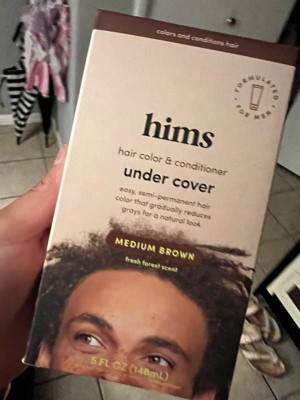 colors and conditions hair
FORMULATED
FOR MEN
hims
hair color & conditioner
under cover
easy, semi-permanent hair
color that gradually reduces
grays for a natural look
MEDIUM BROWN
fresh forest scent
5 FL OZ (148mL)